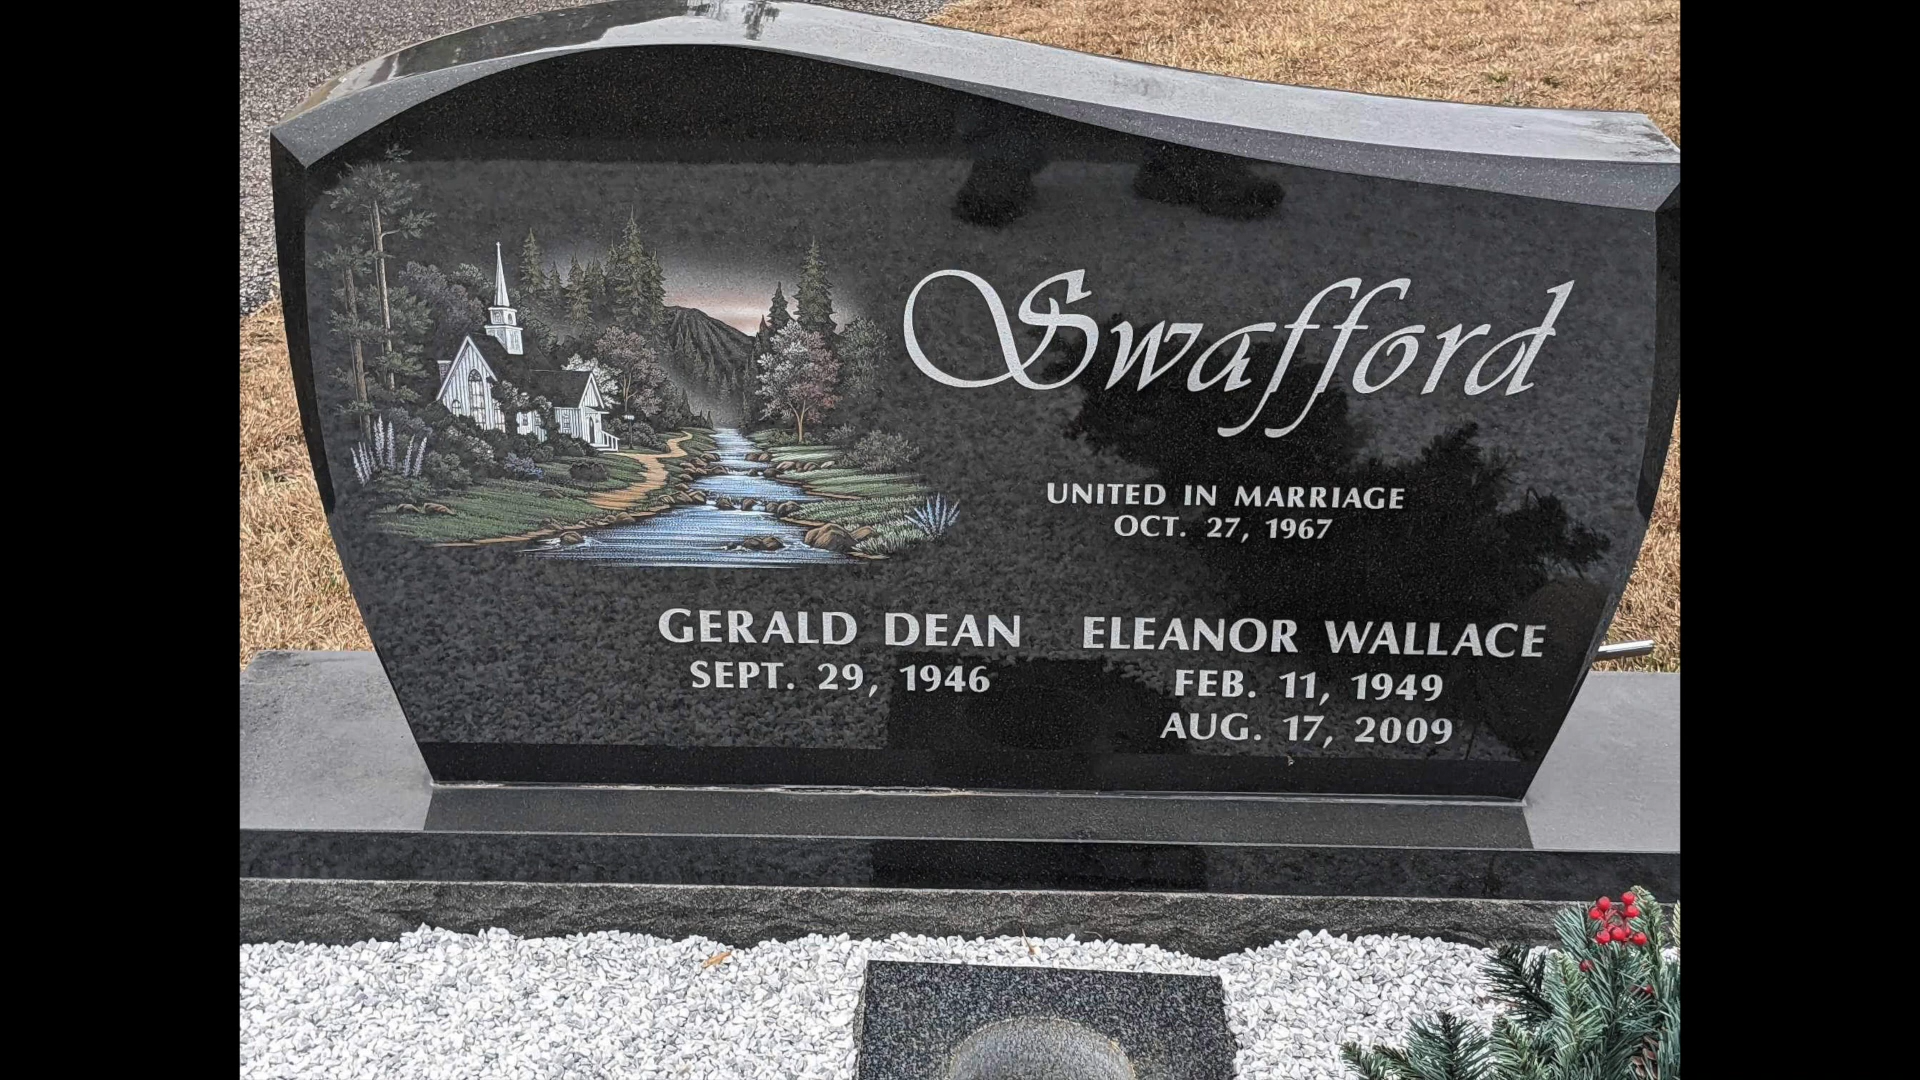 Swafford
UNITED IN MARRIAGE
OCT. 27, 1967
GERALD DEAN
SEPT. 29, 1946
ELEANOR WALLACE
FEB. 11, 1949
AUG. 17, 2009